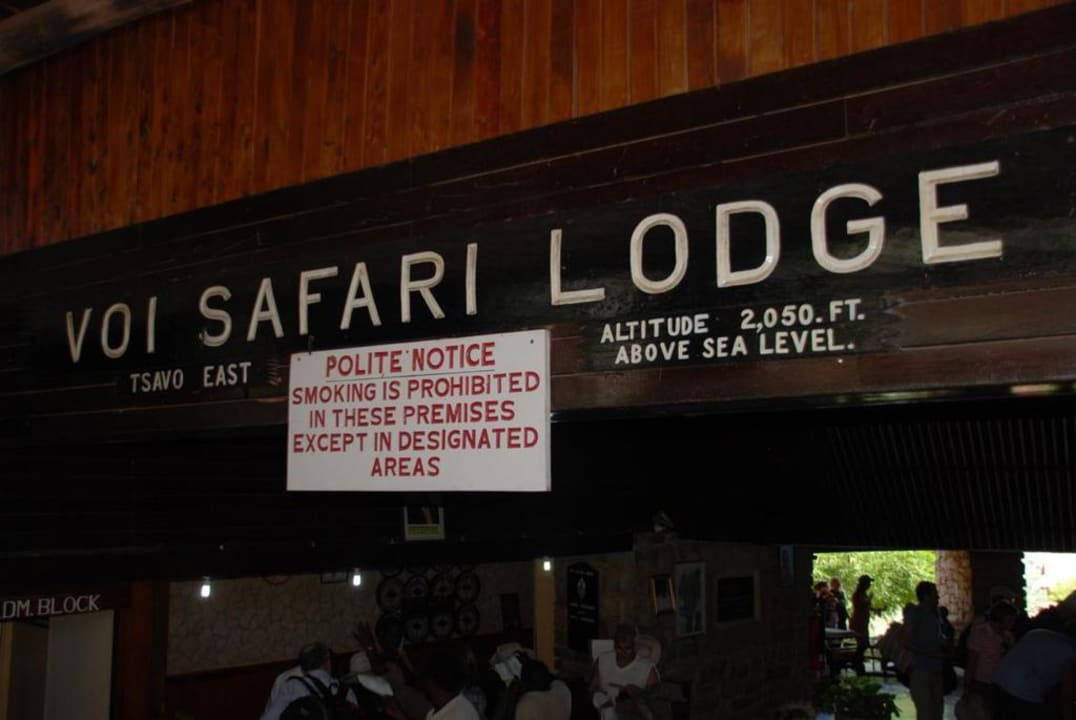 VOI SAFARI LODGE
TSAVO EAST
ALTITUDE 2,050.FT.
ABOVE SEA LEVEL.
POLITE NOTICE
SMOKING IS PROHIBITED
IN THESE PREMISES
EXCEPT IN DESIGNATED
AREAS
DM. BLOCK